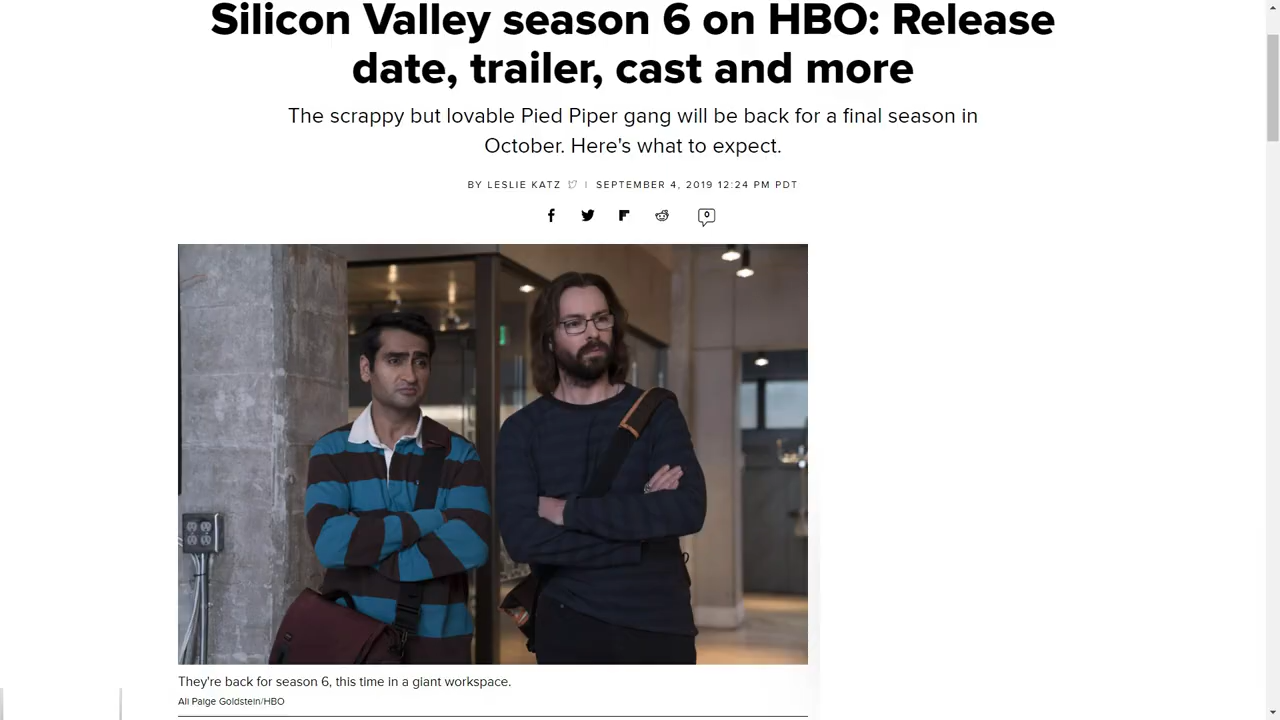 Silicon Valley season 6 on HBO: Release
date, trailer, cast and more
The scrappy but lovable Pied Piper gang will be back for a final season in
October. Here's what to expect.
BY LESLIE KATZ | SEPTEMBER 4, 2019 12:24 PM PDT
0
They're back for season 6, this time in a giant workspace.
Ali Paige Goldstein/HBO